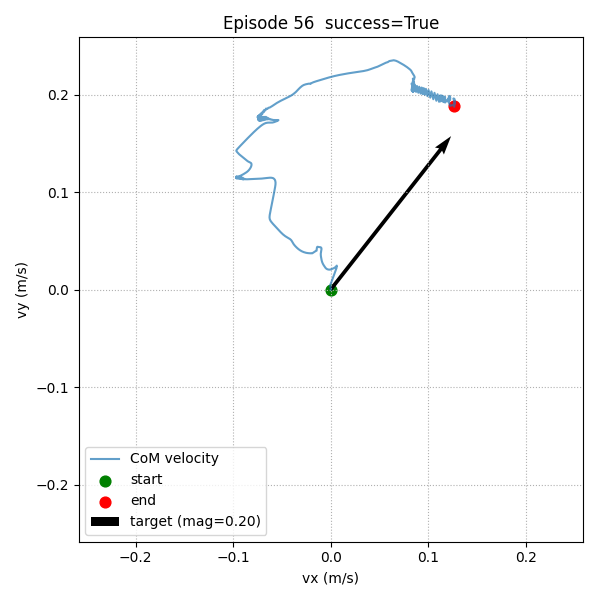 Episode 56  success=True
vy (m/s)
0.2
0.1
0.0
−0.1
−0.2
CoM velocity
start
end
target (mag=0.20)
−0.2
−0.1
0.0
0.1
0.2
vx (m/s)